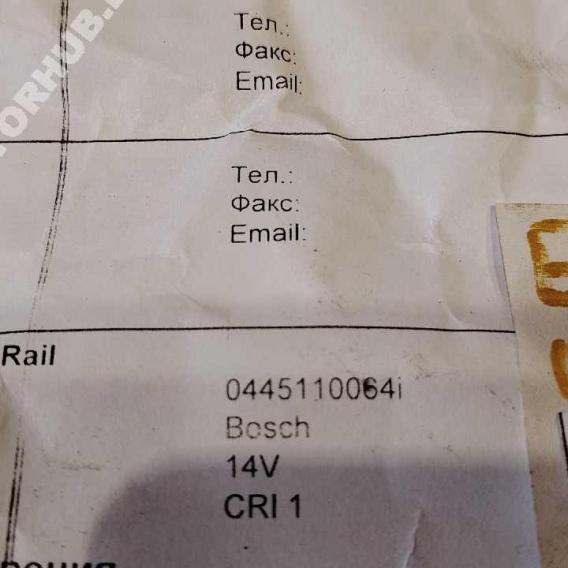 Тел.:
Факс:
Email:
Тел.:
Факс:
Email:
Rail
0445110064i
Bosch
14V
CRI 1